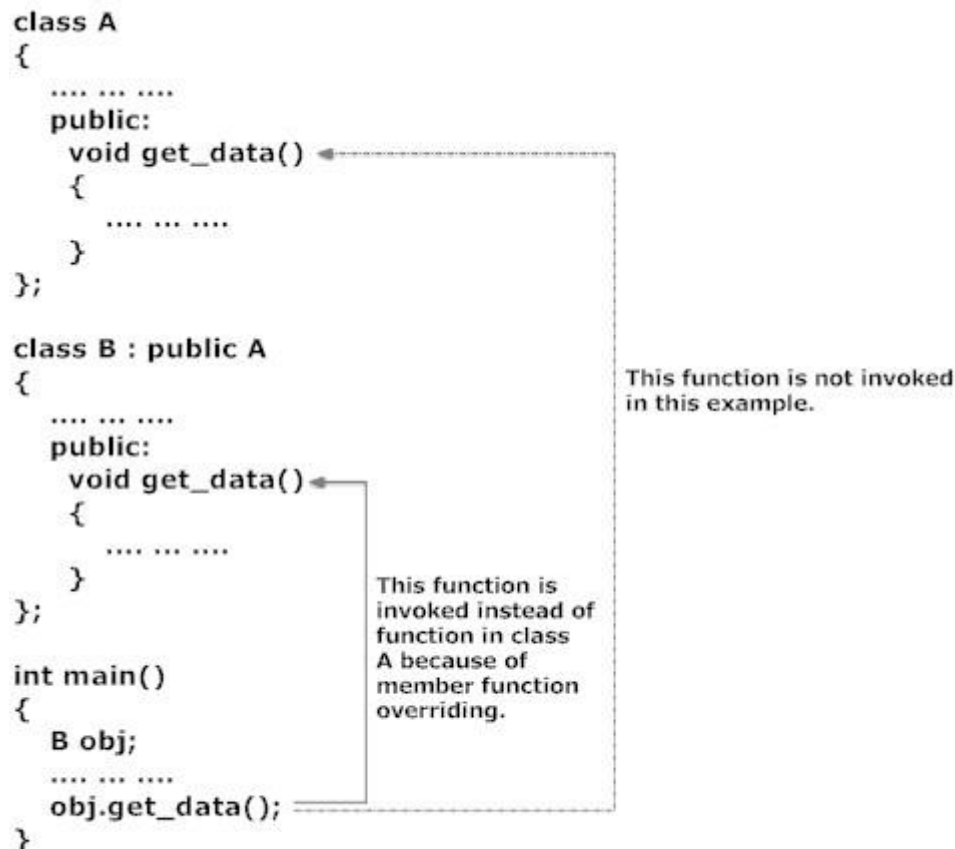 class A
{
.... ... ....
public:
void get_data()
{
.... ... ....
}
};
class B : public A
{
.... ... ....
public:
void get_data()
{
.... ... ....
}
};
int main()
{
B obj;
.... ... ....
obj.get_data();
}
This function is not invoked
in this example.
This function is
invoked instead of
function in class
A because of
member function
overriding.